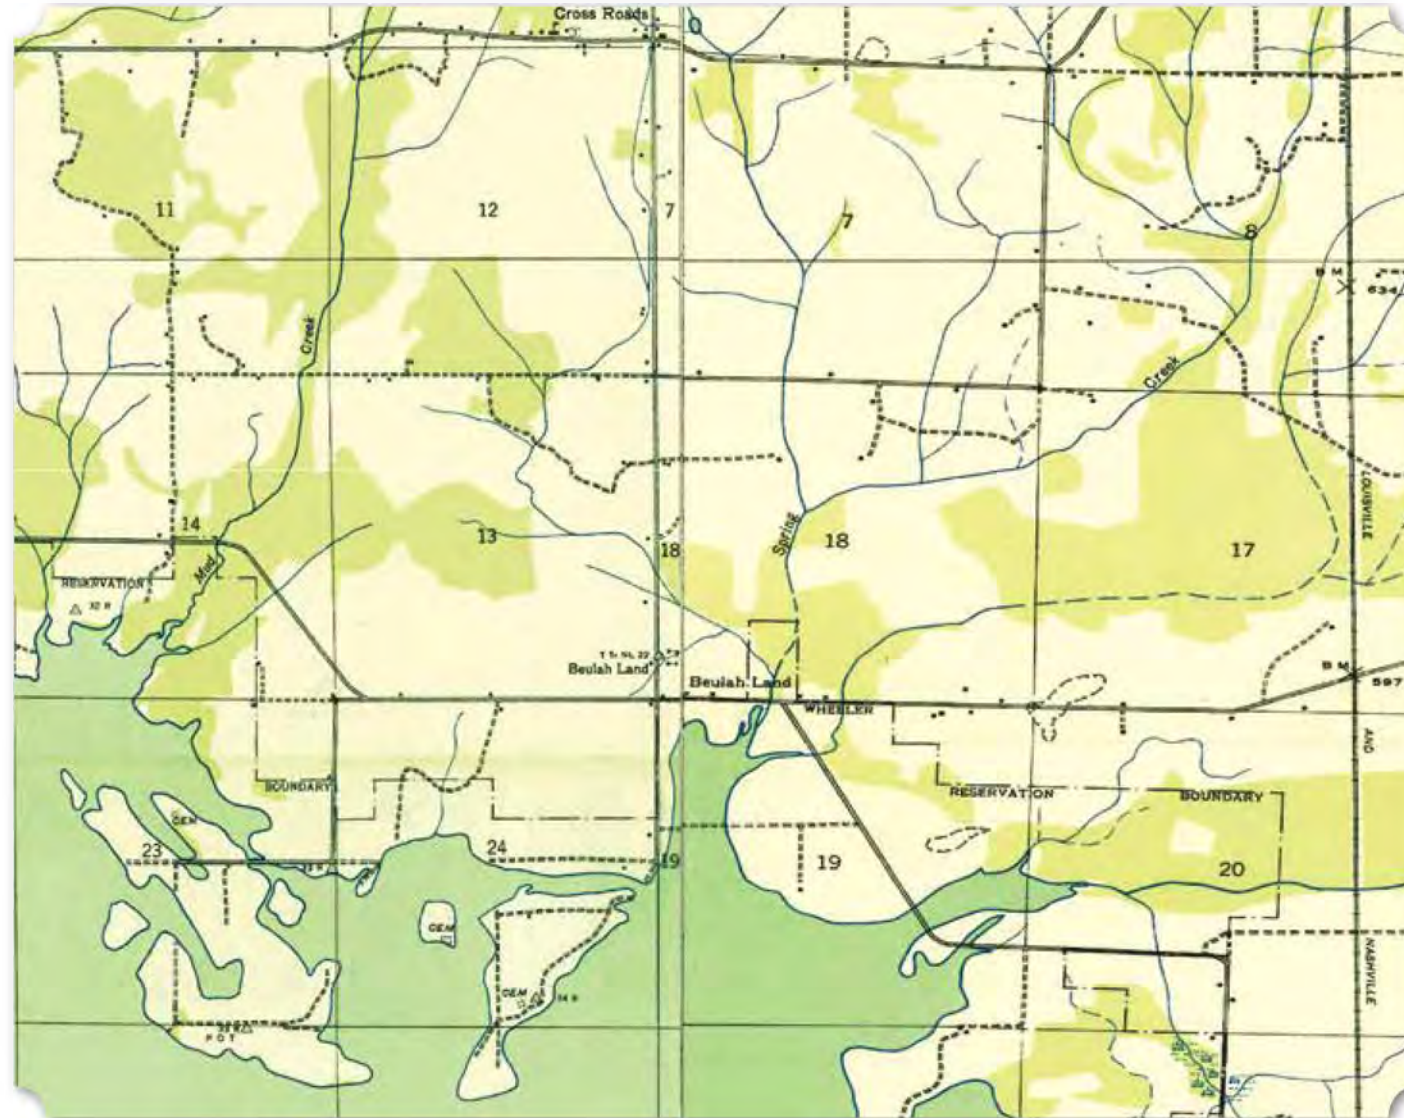 Cross Roads
11
12
7
7
8
B M
634
Creek
Creek
LOUISVILLE
14
13
18
Spring
18
17
Mud
RESERVATION
Beulah Land
Beulah Land
B M
597
WHEELER
AND
BOUNDARY
RESERVATION
BOUNDARY
CEM
23
24
19
19
20
CEM
NASHVILLE
CEM